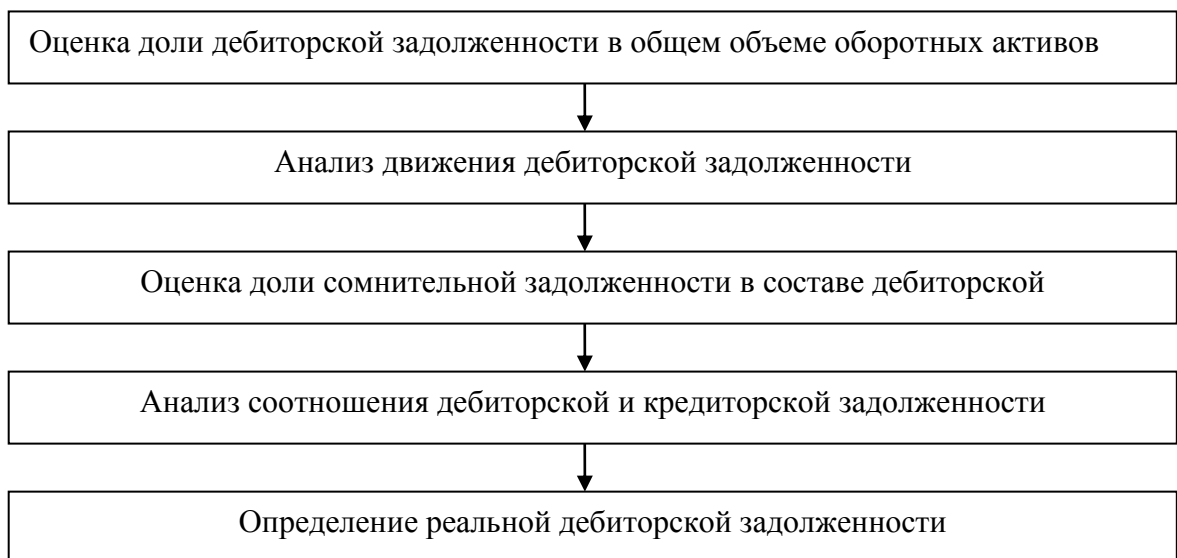 Оценка доли дебиторской задолженности в общем объеме оборотных активов
Анализ движения дебиторской задолженности
Оценка доли сомнительной задолженности в составе дебиторской
Анализ соотношения дебиторской и кредиторской задолженности
Определение реальной дебиторской задолженности